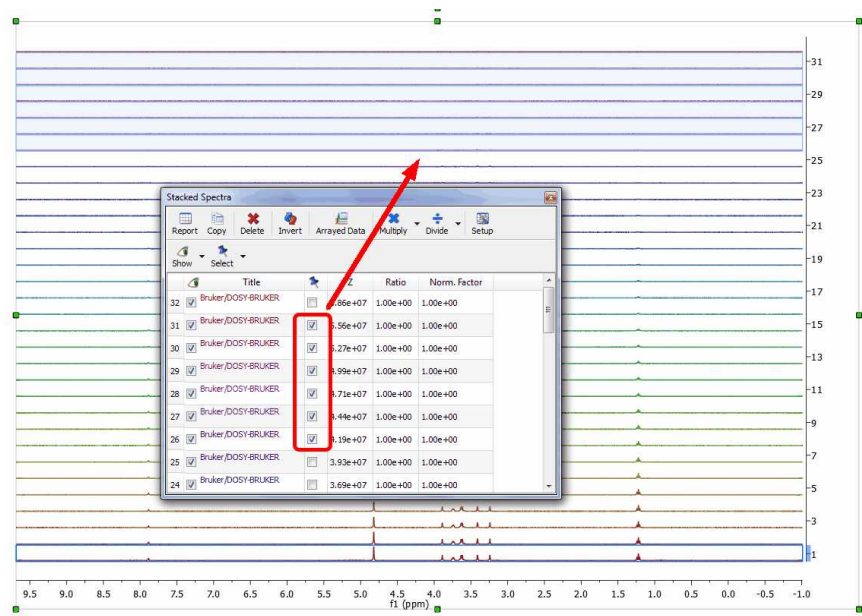 31
29
27
25
23
21
19
17
15
13
11
9
7
5
3
1
Stacked Spectra
Report Copy Delete Invert Arrayed Data Multiply Divide Setup
Show Select
Title Z Ratio Norm. Factor
32 Bruker/DOSY-BRUKER .86e+07 1.00e+00 1.00e+00
31 Bruker/DOSY-BRUKER .56e+07 1.00e+00 1.00e+00
30 Bruker/DOSY-BRUKER .27e+07 1.00e+00 1.00e+00
29 Bruker/DOSY-BRUKER .99e+07 1.00e+00 1.00e+00
28 Bruker/DOSY-BRUKER .71e+07 1.00e+00 1.00e+00
27 Bruker/DOSY-BRUKER .44e+07 1.00e+00 1.00e+00
26 Bruker/DOSY-BRUKER .19e+07 1.00e+00 1.00e+00
25 Bruker/DOSY-BRUKER 3.93e+07 1.00e+00 1.00e+00
24 Bruker/DOSY-BRUKER 3.69e+07 1.00e+00 1.00e+00
9.5 9.0 8.5 8.0 7.5 7.0 6.5 6.0 5.5 5.0 4.5 4.0 3.5 3.0 2.5 2.0 1.5 1.0 0.5 0.0 -0.5 -1.0
f1 (ppm)